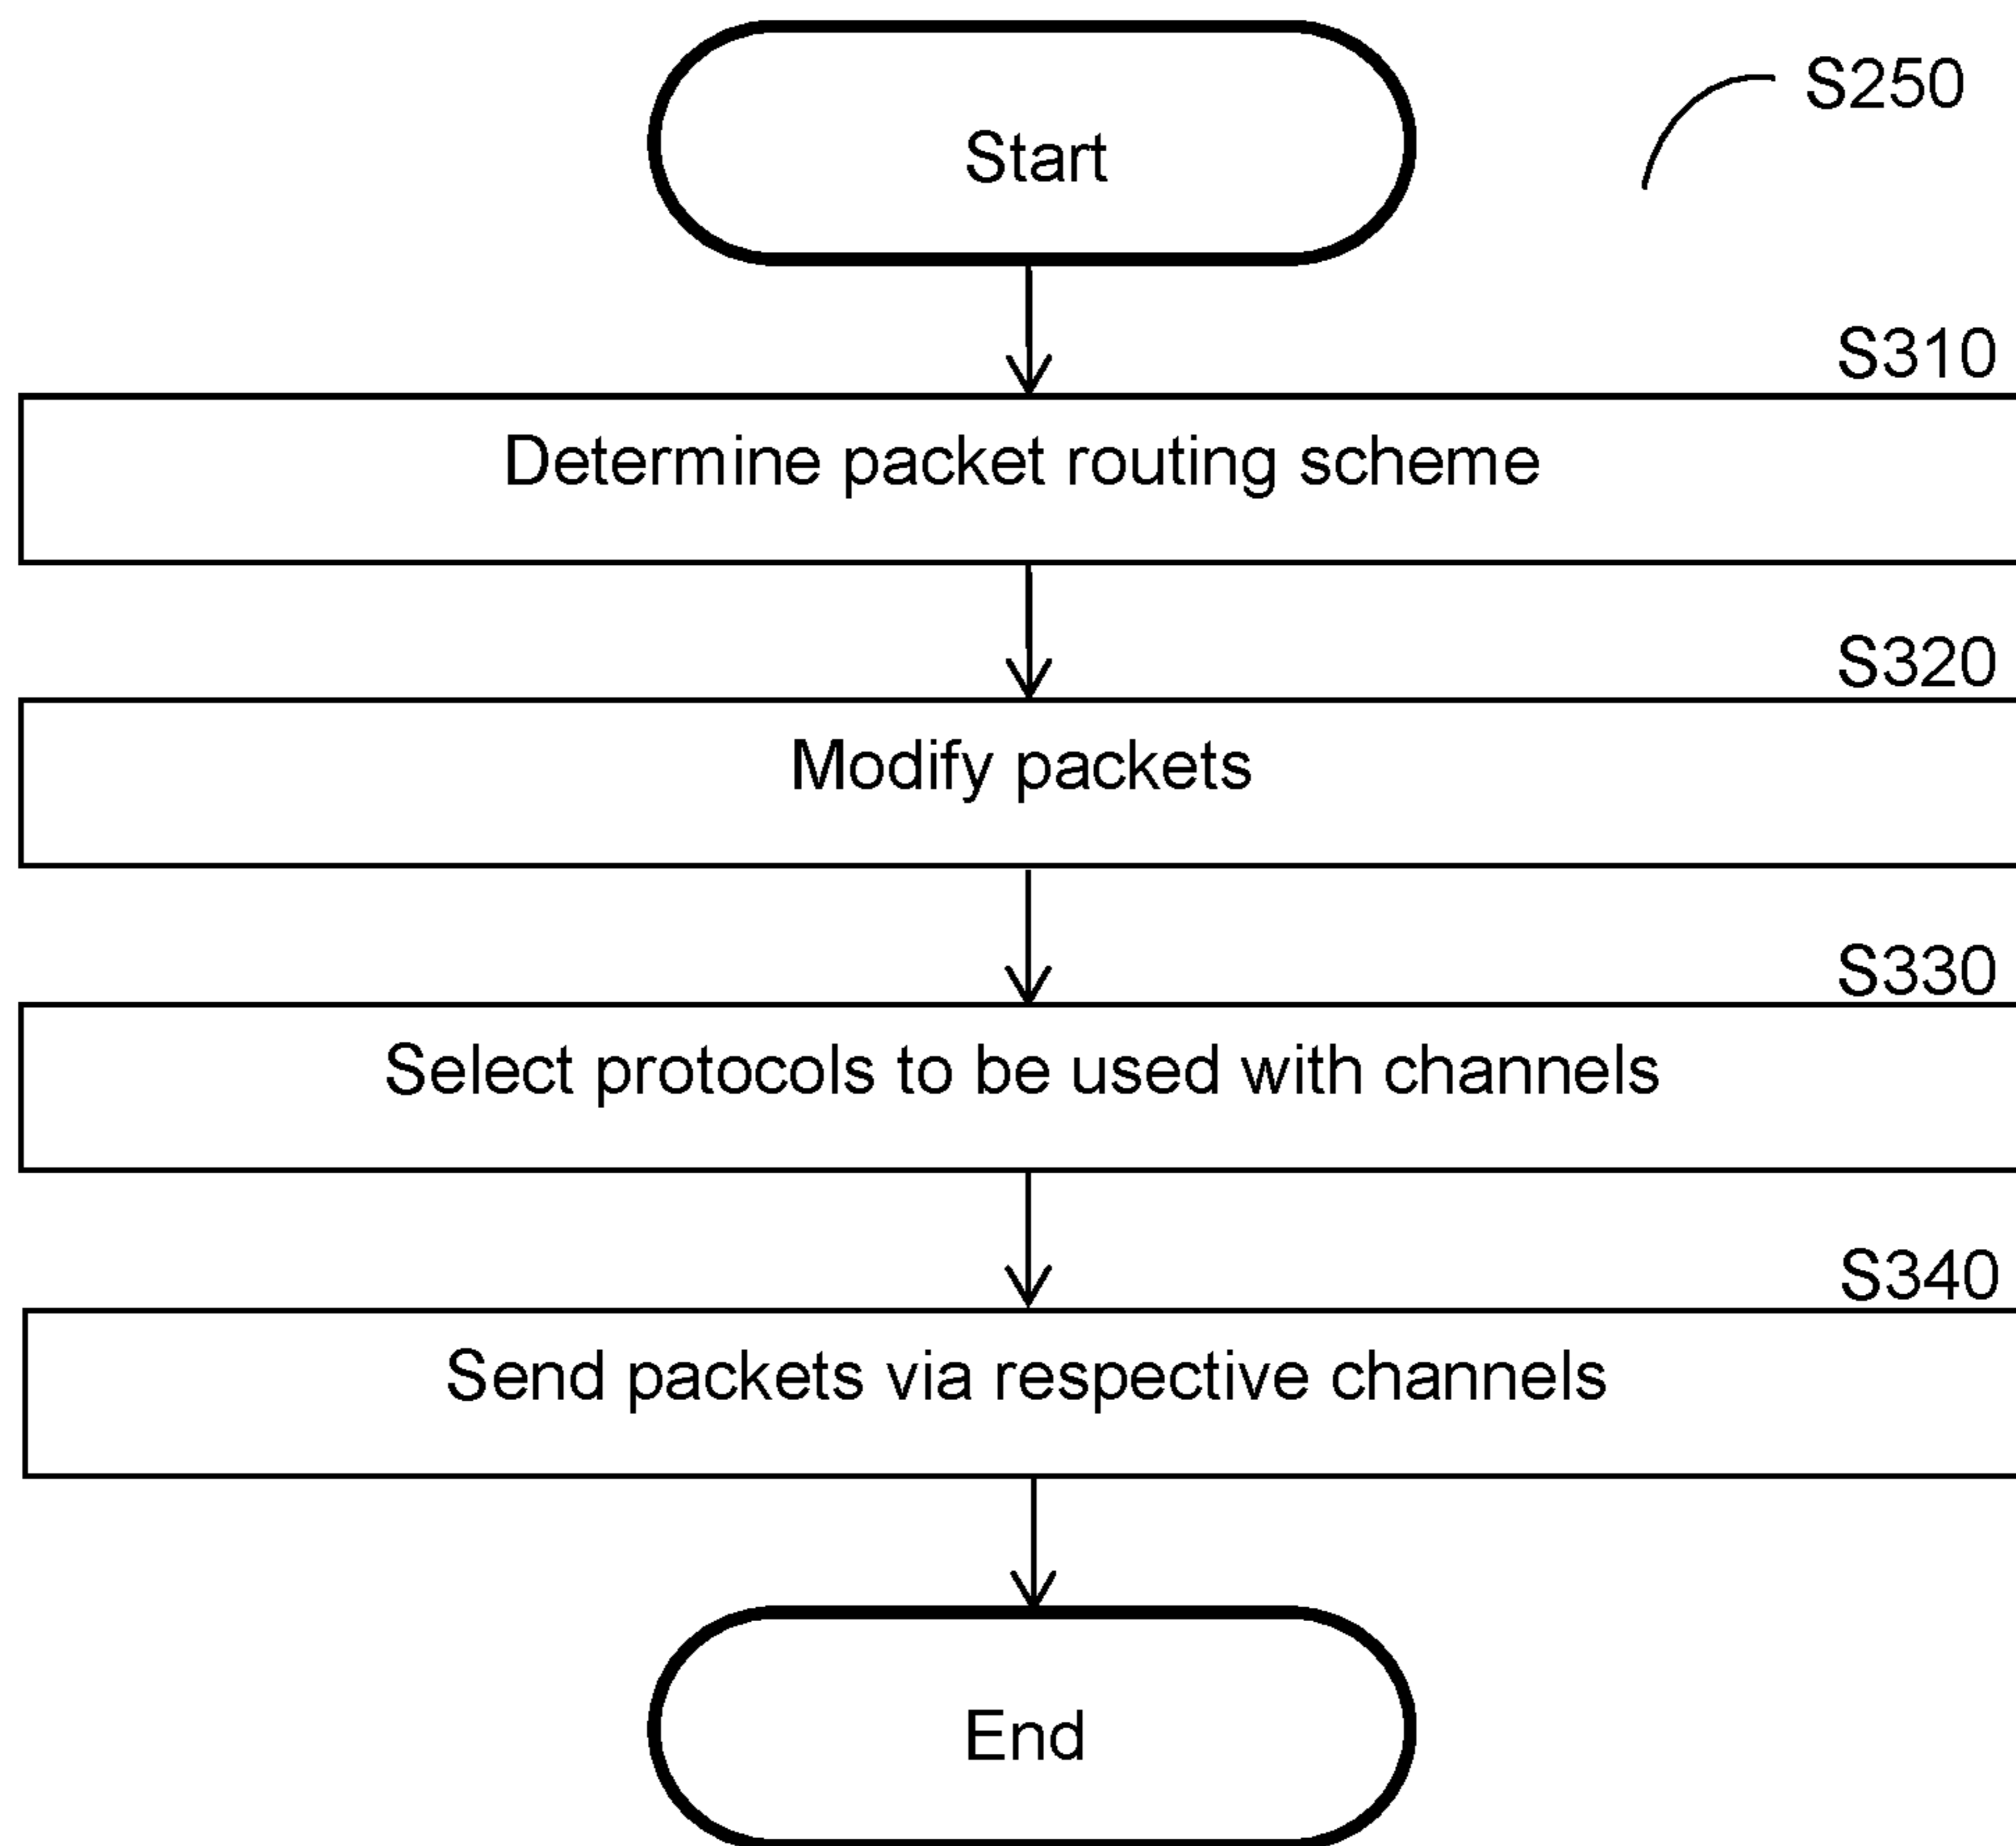 Start
S250
S310
Determine packet routing scheme
S320
Modify packets
S330
Select protocols to be used with channels
S340
Send packets via respective channels
End